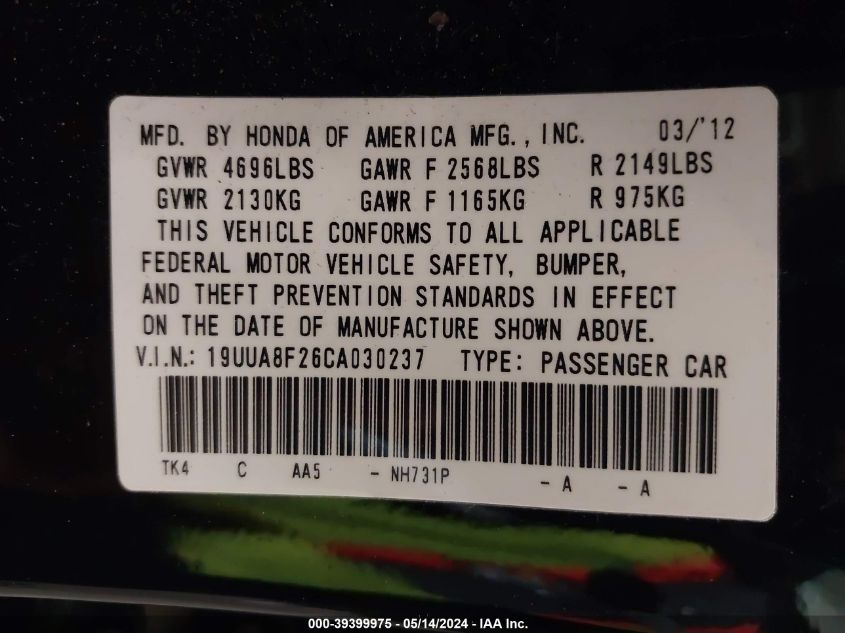 MFD. BY HONDA OF AMERICA MFG., INC. 03/'12
GVWR 4696LBS GAWR F 2568LBS R 2149LBS
GVWR 2130KG GAWR F 1165KG R 975KG
THIS VEHICLE CONFORMS TO ALL APPLICABLE
FEDERAL MOTOR VEHICLE SAFETY, BUMPER,
AND THEFT PREVENTION STANDARDS IN EFFECT
ON THE DATE OF MANUFACTURE SHOWN ABOVE.
V.I.N.: 19UUA8F26CA030237 TYPE: PASSENGER CAR
TK4 C AA5 - NH731P - A - A
000-39399975 - 05/14/2024 - IAA Inc.